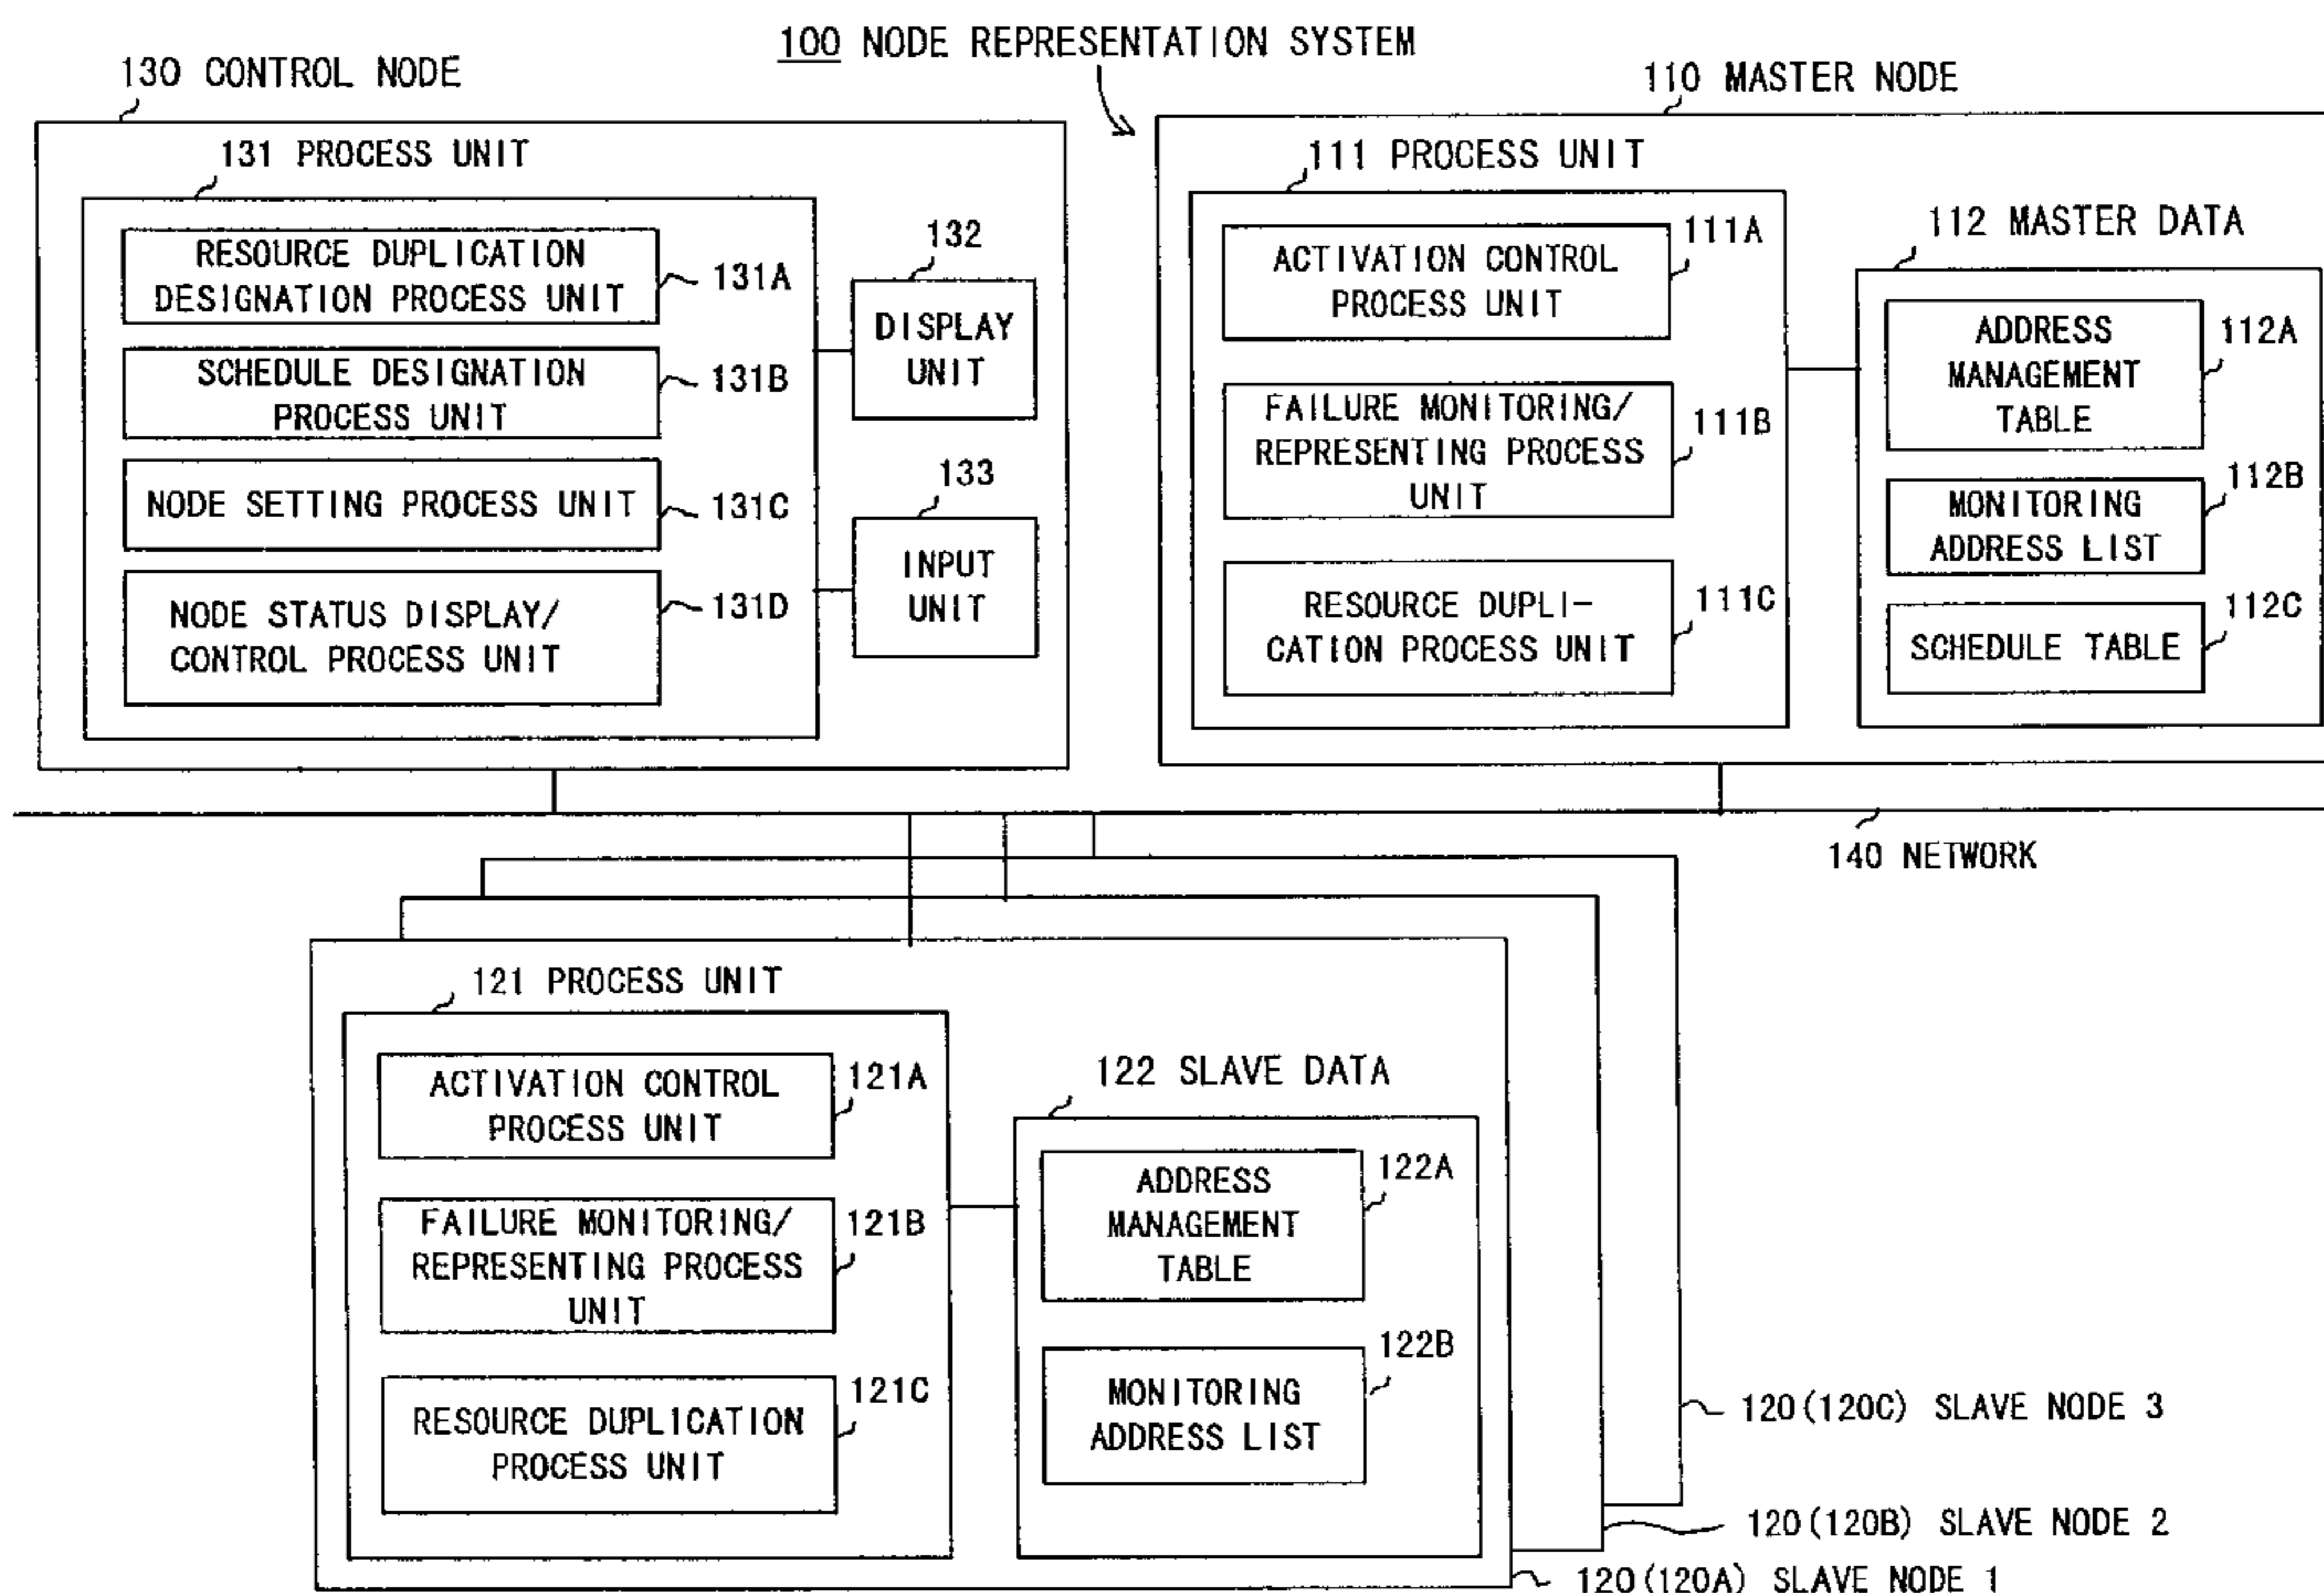 100 NODE REPRESENTATION SYSTEM
130 CONTROL NODE
131 PROCESS UNIT
RESOURCE DUPLICATION
DESIGNATION PROCESS UNIT
131A
SCHEDULE DESIGNATION
PROCESS UNIT
131B
NODE SETTING PROCESS UNIT
131C
NODE STATUS DISPLAY/
CONTROL PROCESS UNIT
131D
132
DISPLAY
UNIT
133
INPUT
UNIT
110 MASTER NODE
111 PROCESS UNIT
ACTIVATION CONTROL
PROCESS UNIT
111A
FAILURE MONITORING/
REPRESENTING PROCESS
UNIT
111B
RESOURCE DUPLI-
CATION PROCESS UNIT
111C
112 MASTER DATA
ADDRESS
MANAGEMENT
TABLE
112A
MONITORING
ADDRESS LIST
112B
SCHEDULE TABLE
112C
140 NETWORK
121 PROCESS UNIT
ACTIVATION CONTROL
PROCESS UNIT
121A
FAILURE MONITORING/
REPRESENTING PROCESS
UNIT
121B
RESOURCE DUPLICATION
PROCESS UNIT
121C
122 SLAVE DATA
ADDRESS
MANAGEMENT
TABLE
122A
MONITORING
ADDRESS LIST
122B
120(120C) SLAVE NODE 3
120(120B) SLAVE NODE 2
120(120A) SLAVE NODE 1